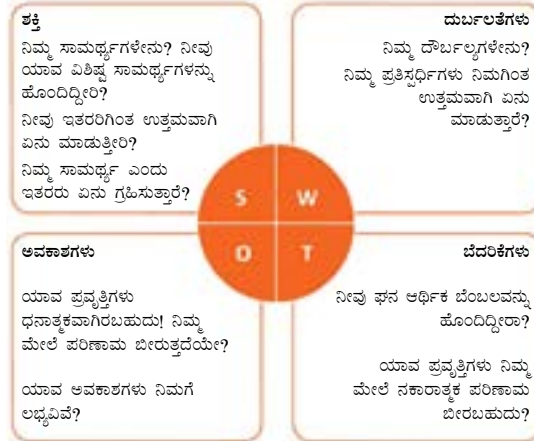 ಶಕ್ತಿ
ನಿಮ್ಮ ಸಾಮರ್ಥ್ಯಗಳೇನು? ನೀವು
ಯಾವ ವಿಶಿಷ್ಟ ಸಾಮರ್ಥ್ಯಗಳನ್ನು
ಹೊಂದಿದ್ದೀರಿ?
ನೀವು ಇತರರಿಗಿಂತ ಉತ್ತಮವಾಗಿ
ಏನು ಮಾಡುತ್ತೀರಿ?
ನಿಮ್ಮ ಸಾಮರ್ಥ್ಯ ಎಂದು
ಇತರರು ಏನು ಗ್ರಹಿಸುತ್ತಾರೆ?
ದುರ್ಬಲತೆಗಳು
ನಿಮ್ಮ ದೌರ್ಬಲ್ಯಗಳೇನು?
ನಿಮ್ಮ ಪ್ರತಿಸ್ಪರ್ಧಿಗಳು ನಿಮಗಿಂತ
ಉತ್ತಮವಾಗಿ ಏನು
ಮಾಡುತ್ತಾರೆ?
S W
O T
ಅವಕಾಶಗಳು
ಯಾವ ಪ್ರವೃತ್ತಿಗಳು
ಧನಾತ್ಮಕವಾಗಿರಬಹುದು! ನಿಮ್ಮ
ಮೇಲೆ ಪರಿಣಾಮ ಬೀರುತ್ತದೆಯೇ?
ಯಾವ ಅವಕಾಶಗಳು ನಿಮಗೆ
ಲಭ್ಯವಿವೆ?
ಬೆದರಿಕೆಗಳು
ನೀವು ಘನ ಆರ್ಥಿಕ ಬೆಂಬಲವನ್ನು
ಹೊಂದಿದ್ದೀರಾ?
ಯಾವ ಪ್ರವೃತ್ತಿಗಳು ನಿಮ್ಮ
ಮೇಲೆ ನಕಾರಾತ್ಮಕ ಪರಿಣಾಮ
ಬೀರಬಹುದು?